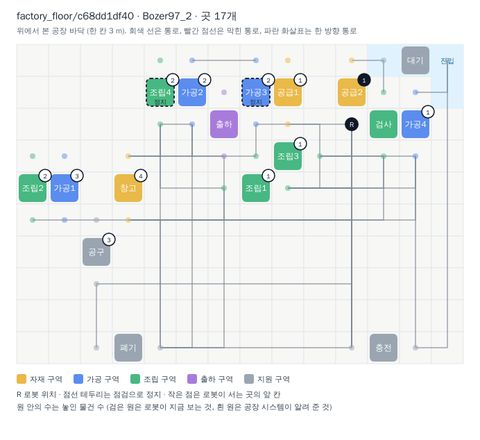 factory_floor/c68dd1df40 · Bozer97_2 · 곳 17개
위에서 본 공장 바닥 (한 칸 3 m). 회색 선은 통로, 빨간 점선은 막힌 통로, 파란 화살표는 한 방향 통로
대기
진입
조립4 2
정지
가공2 2
가공3 2
정지
공급1 1
공급2 1
출하
R
검사
가공4 1
조립3 1
조립2 2
가공1 3
창고 4
조립1 1
공구 3
폐기
충전
자재 구역
가공 구역
조립 구역
출하 구역
지원 구역
R 로봇 위치 · 점선 테두리는 점검으로 정지 · 작은 점은 로봇이 서는 곳의 앞 칸
원 안의 수는 놓인 물건 수 (검은 원은 로봇이 지금 보는 것, 흰 원은 공장 시스템이 알려 준 것)